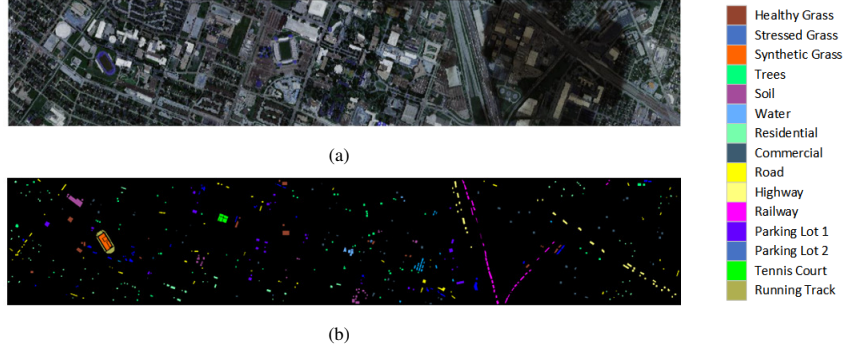 (a)
(b)
Healthy Grass
Stressed Grass
Synthetic Grass
Trees
Soil
Water
Residential
Commercial
Road
Highway
Railway
Parking Lot 1
Parking Lot 2
Tennis Court
Running Track